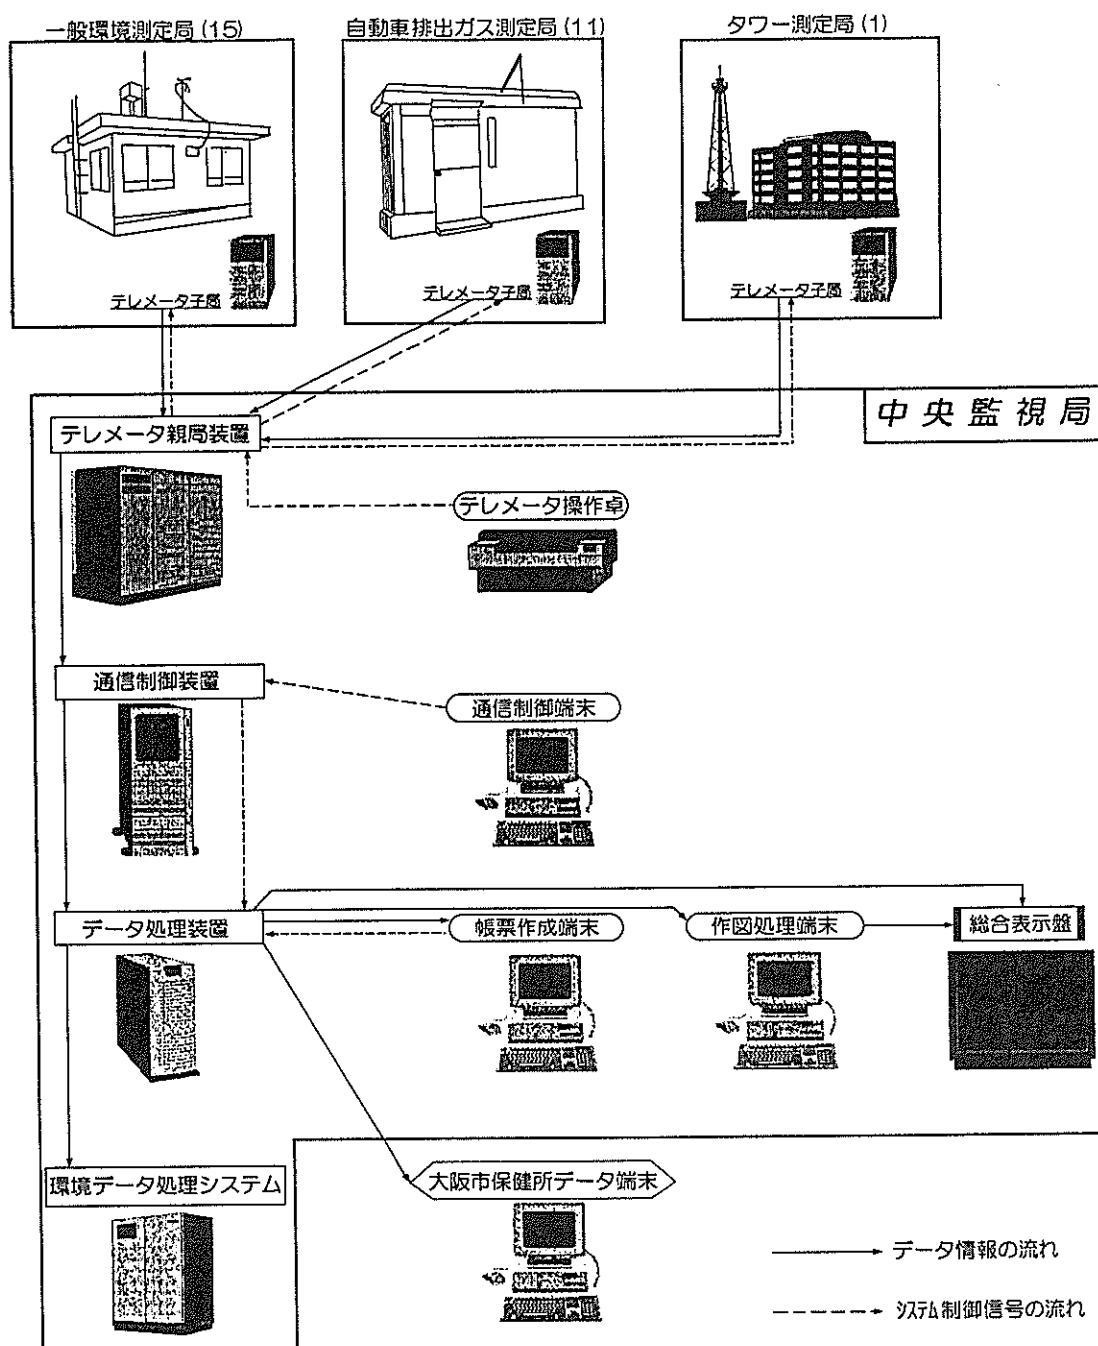 一般環境測定局(15)
自動車排出ガス測定局(11)
タワー測定局(1)
テレメータ子局
テレメータ子局
テレメータ子局
中央監視局
テレメータ親局装置
テレメータ操作卓
通信制御装置
通信制御端末
データ処理装置
帳票作成端末
作図処理端末
総合表示盤
環境データ処理システム
大阪市保健所データ端末
データ情報の流れ
システム制御信号の流れ